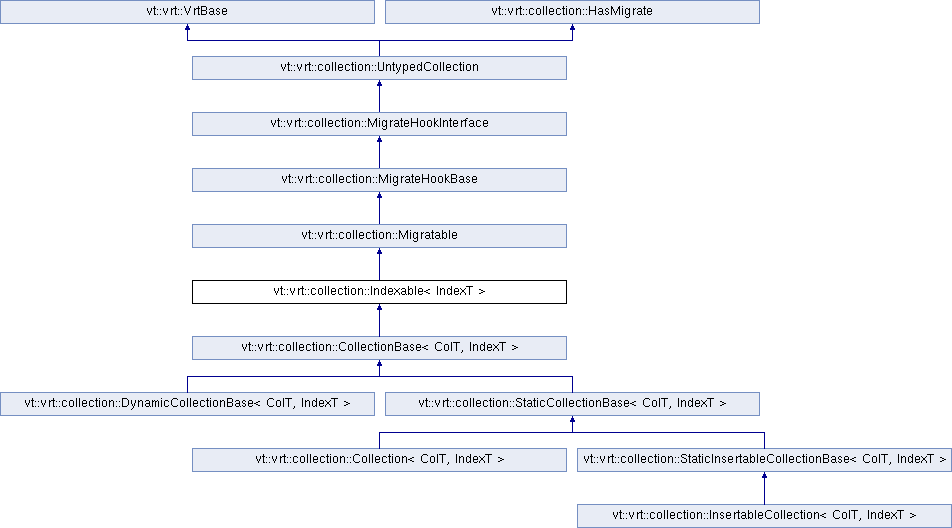 vt::vrt::VrtBase
vt::vrt::collection::HasMigrate
vt::vrt::collection::UntypedCollection
vt::vrt::collection::MigrateHookInterface
vt::vrt::collection::MigrateHookBase
vt::vrt::collection::Migratable
vt::vrt::collection::Indexable< IndexT >
vt::vrt::collection::CollectionBase< ColT, IndexT >
vt::vrt::collection::DynamicCollectionBase< ColT, IndexT >
vt::vrt::collection::StaticCollectionBase< ColT, IndexT >
vt::vrt::collection::Collection< ColT, IndexT >
vt::vrt::collection::StaticInsertableCollectionBase< ColT, IndexT >
vt::vrt::collection::InsertableCollection< ColT, IndexT >